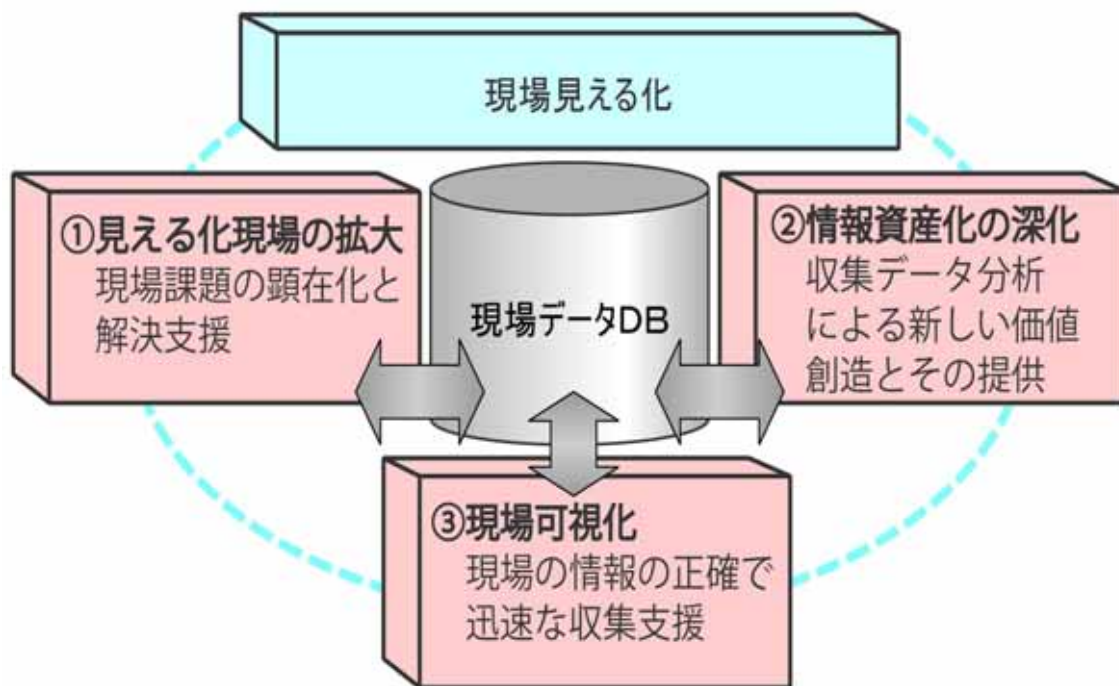 現場見える化
①見える化現場の拡大
現場課題の顕在化と
解決支援
現場データDB
②情報資産化の深化
収集データ分析
による新しい価値
創造とその提供
③現場可視化
現場の情報の正確で
迅速な収集支援